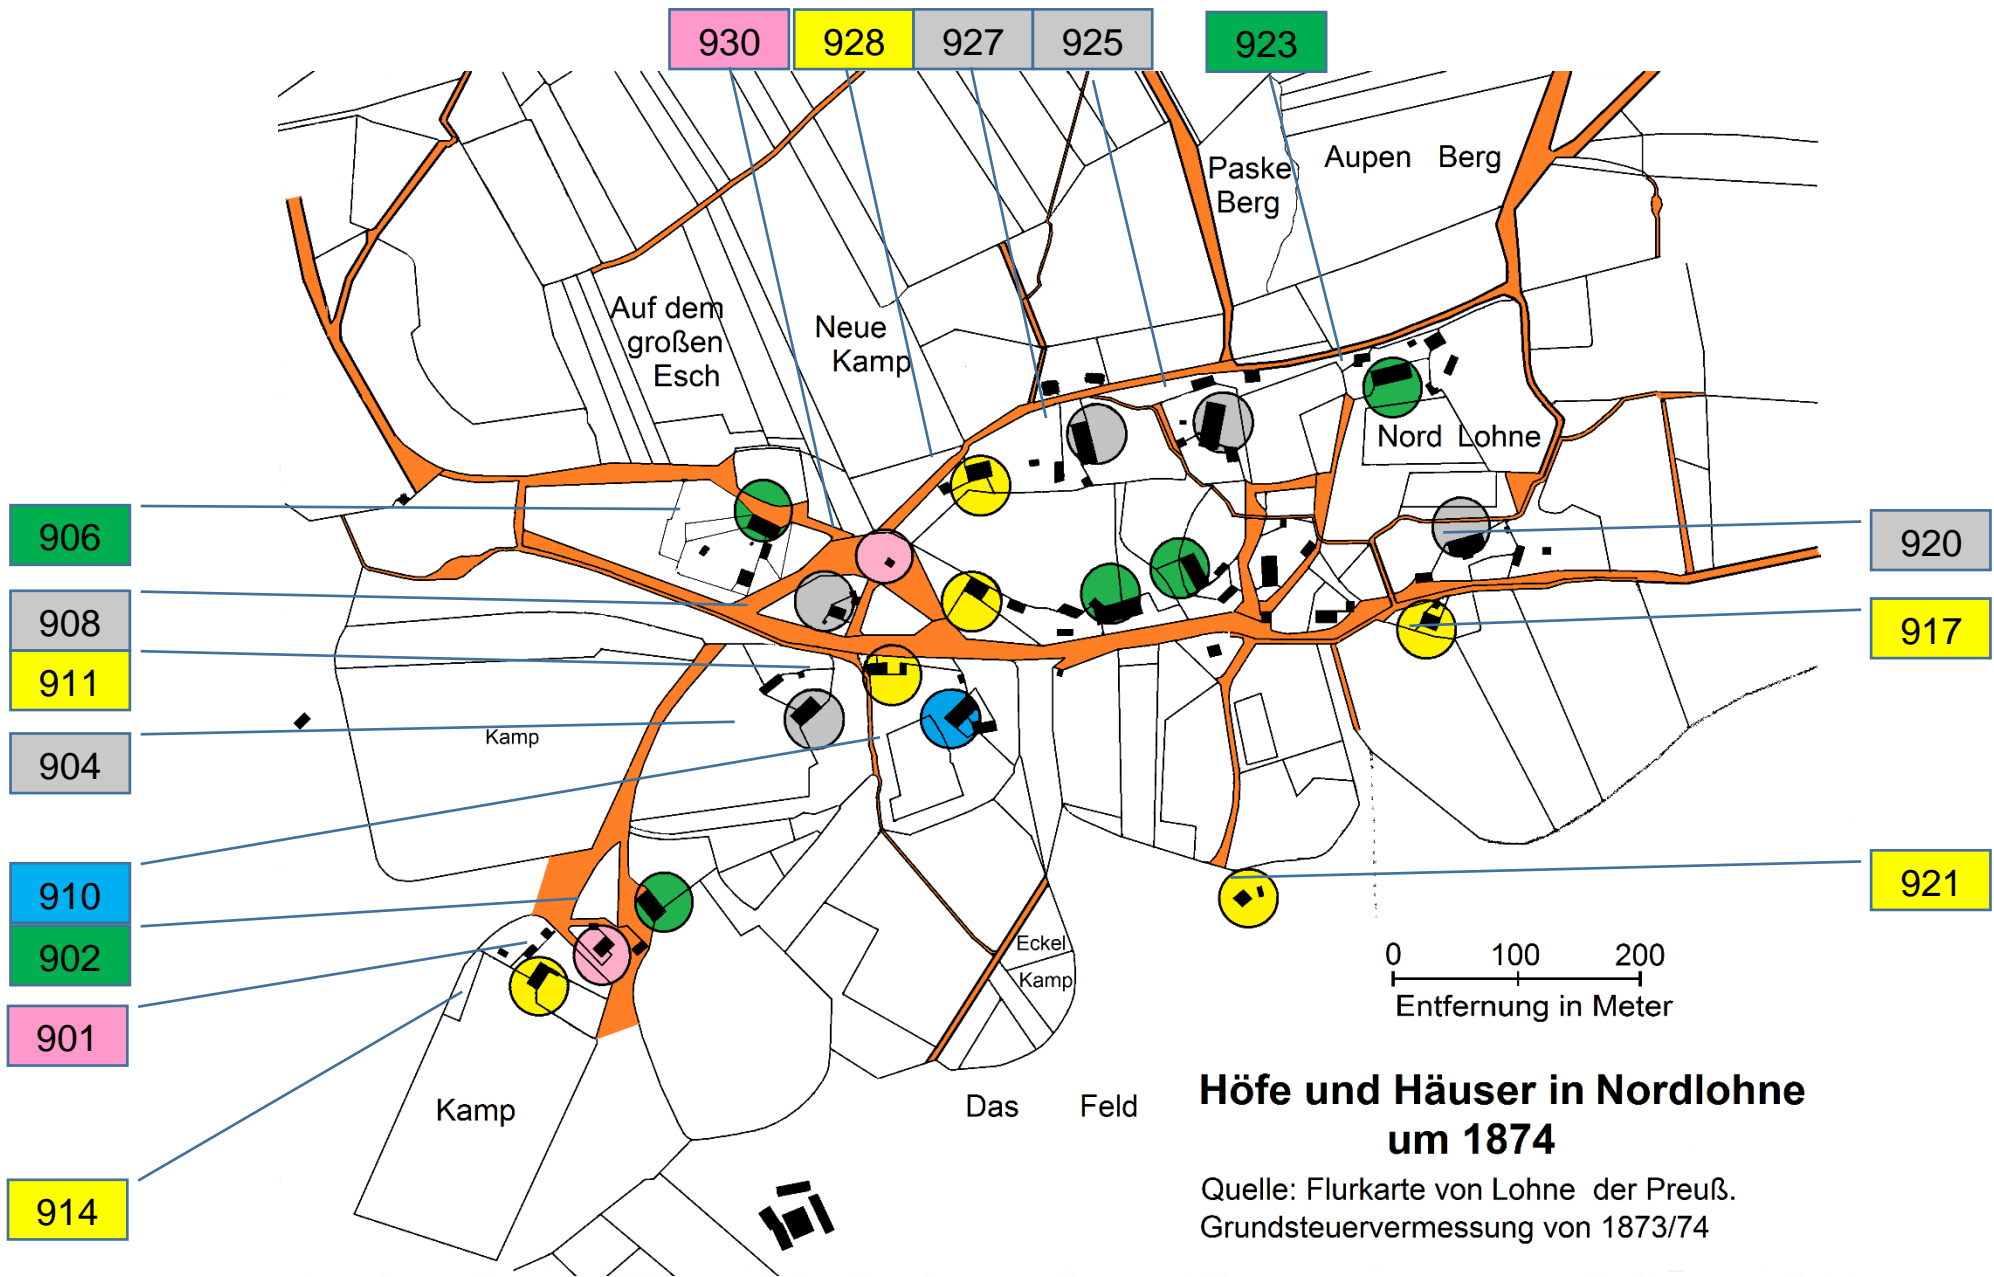 930 928 927 925 923
Paske
Berg
Aupen Berg
Auf dem
großen
Esch
Neue
Kamp
Nord Lohne
906
908
911
904
910
902
901
914
920
917
921
Kamp
Eckel
Kamp
Kamp
Das Feld
0 100 200
Entfernung in Meter
Höfe und Häuser in Nordlohne
um 1874
Quelle: Flurkarte von Lohne der Preuß.
Grundsteuervermessung von 1873/74